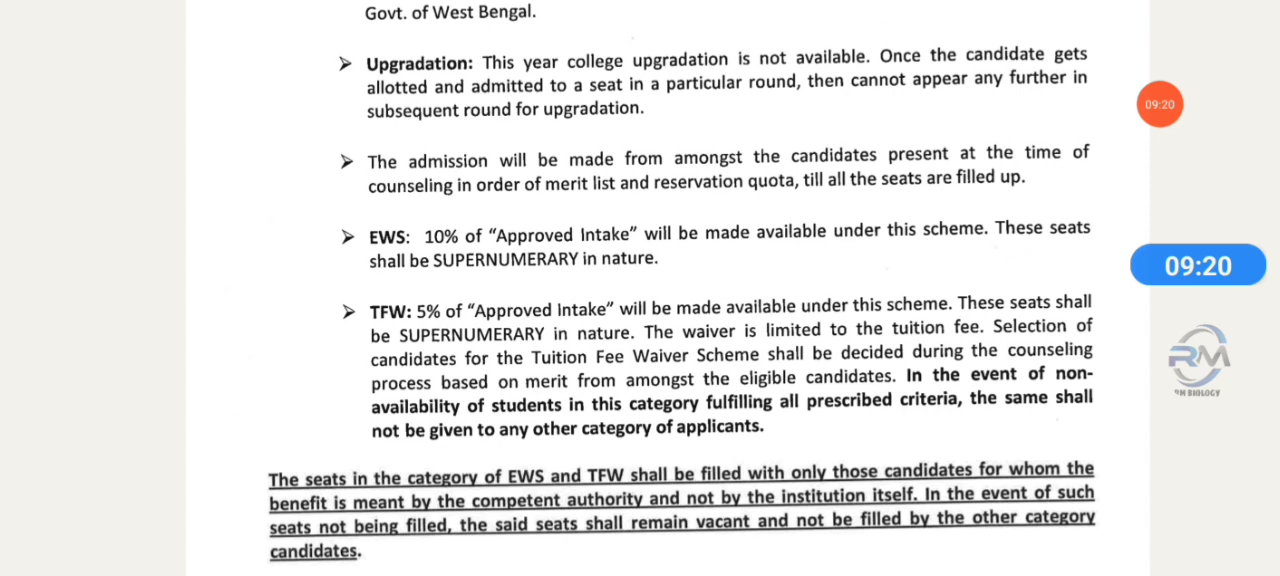 Govt. of West Bengal.
➢ Upgradation: This year college upgradation is not available. Once the candidate gets
allotted and admitted to a seat in a particular round, then cannot appear any further in
subsequent round for upgradation.
➢ The admission will be made from amongst the candidates present at the time of
counseling in order of merit list and reservation quota, till all the seats are filled up.
➢ EWS: 10% of “Approved Intake” will be made available under this scheme. These seats
shall be SUPERNUMERARY in nature.
➢ TFW: 5% of “Approved Intake” will be made available under this scheme. These seats shall
be SUPERNUMERARY in nature. The waiver is limited to the tuition fee. Selection of
candidates for the Tuition Fee Waiver Scheme shall be decided during the counseling
process based on merit from amongst the eligible candidates. In the event of non-
availability of students in this category fulfilling all prescribed criteria, the same shall
not be given to any other category of applicants.
The seats in the category of EWS and TFW shall be filled with only those candidates for whom the
benefit is meant by the competent authority and not by the institution itself. In the event of such
seats not being filled, the said seats shall remain vacant and not be filled by the other category
candidates.
09:20
09:20
RM
RM BIOLOGY